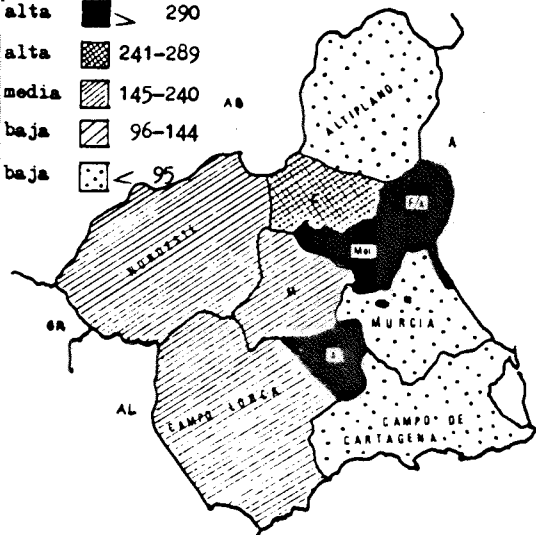 alta ≥ 290
alta 241-289
media 145-240
baja 96-144
baja < 95
AB
ALTIPLANO
A
F/A
NOROESTE
Mol
M
GR
MURCIA
AL
CAMPO LORCA
CAMPO DE
CARTAGENA